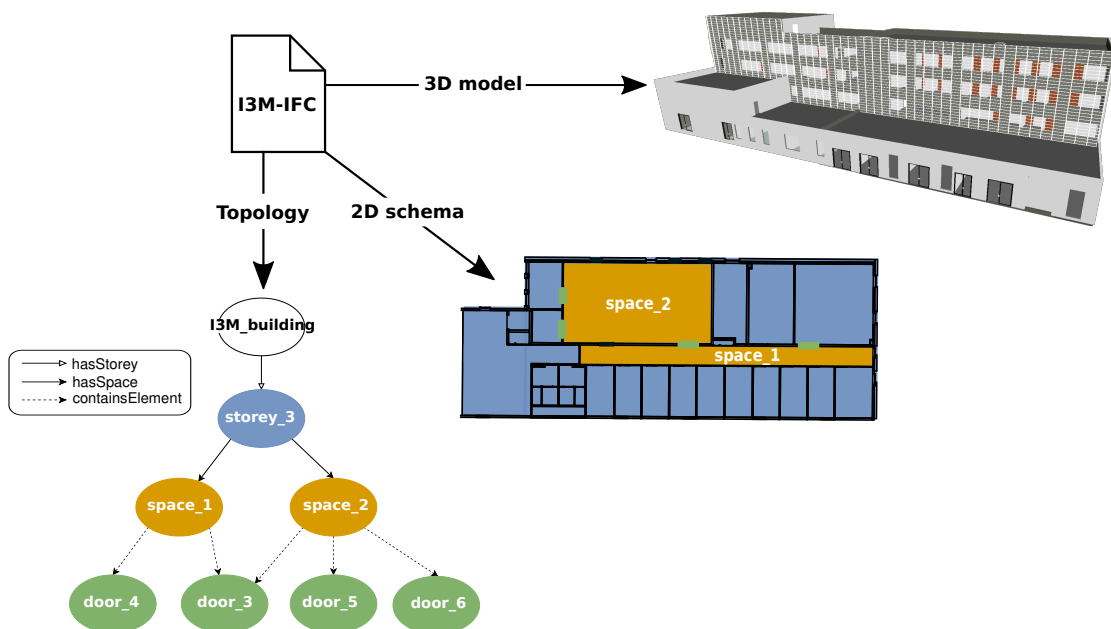 I3M-IFC
3D model
Topology
2D schema
I3M_building
hasStorey
hasSpace
containsElement
storey_3
space_1
space_2
door_4
door_3
door_5
door_6
space_2
space_1